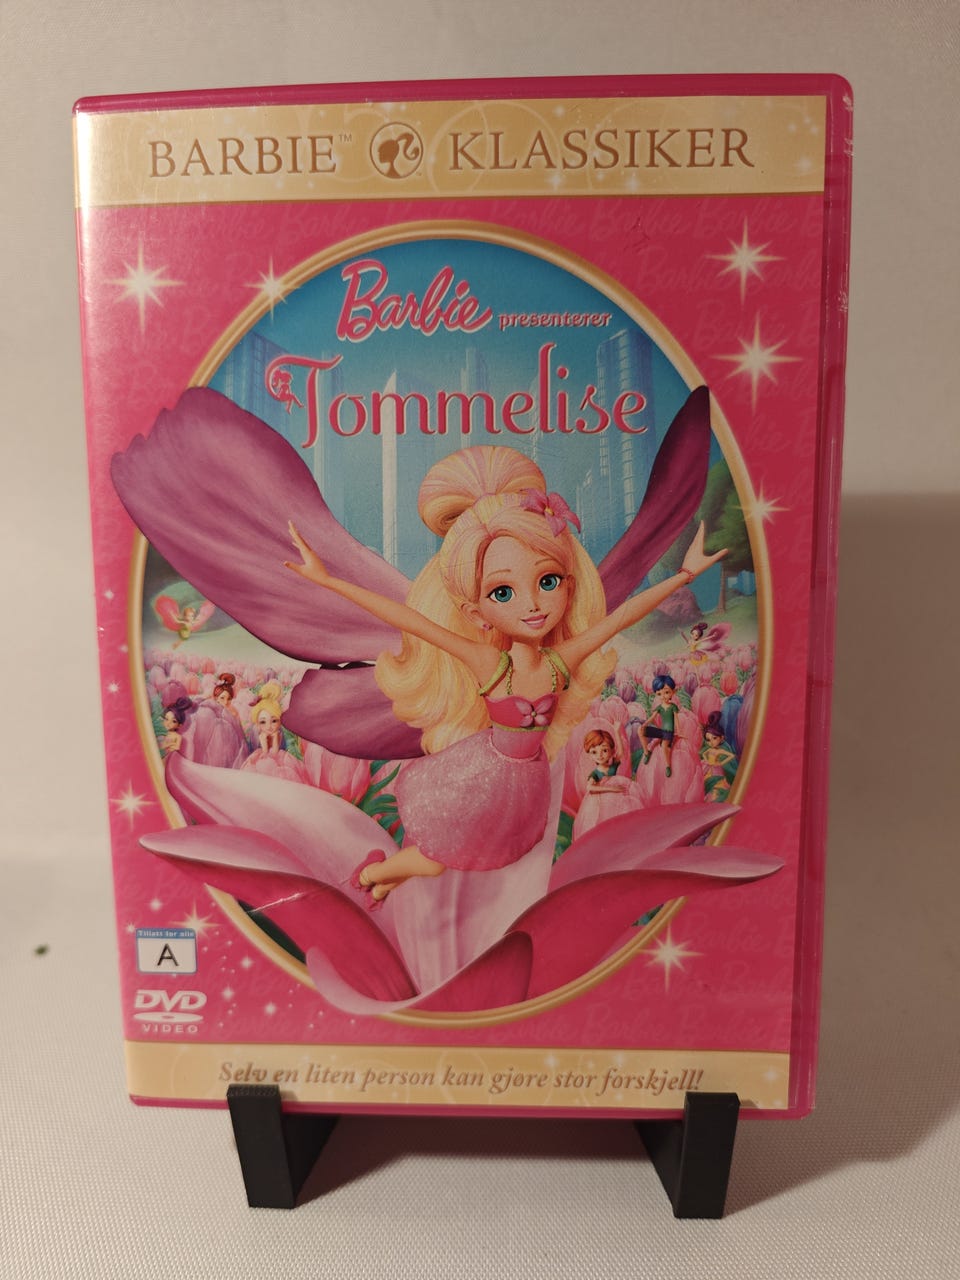 BARBIE™ KLASSIKER
Barbie presenterer
Tommelise
Tillatt for alle
A
DVD
VIDEO
Selv en liten person kan gjøre stor forskjell!